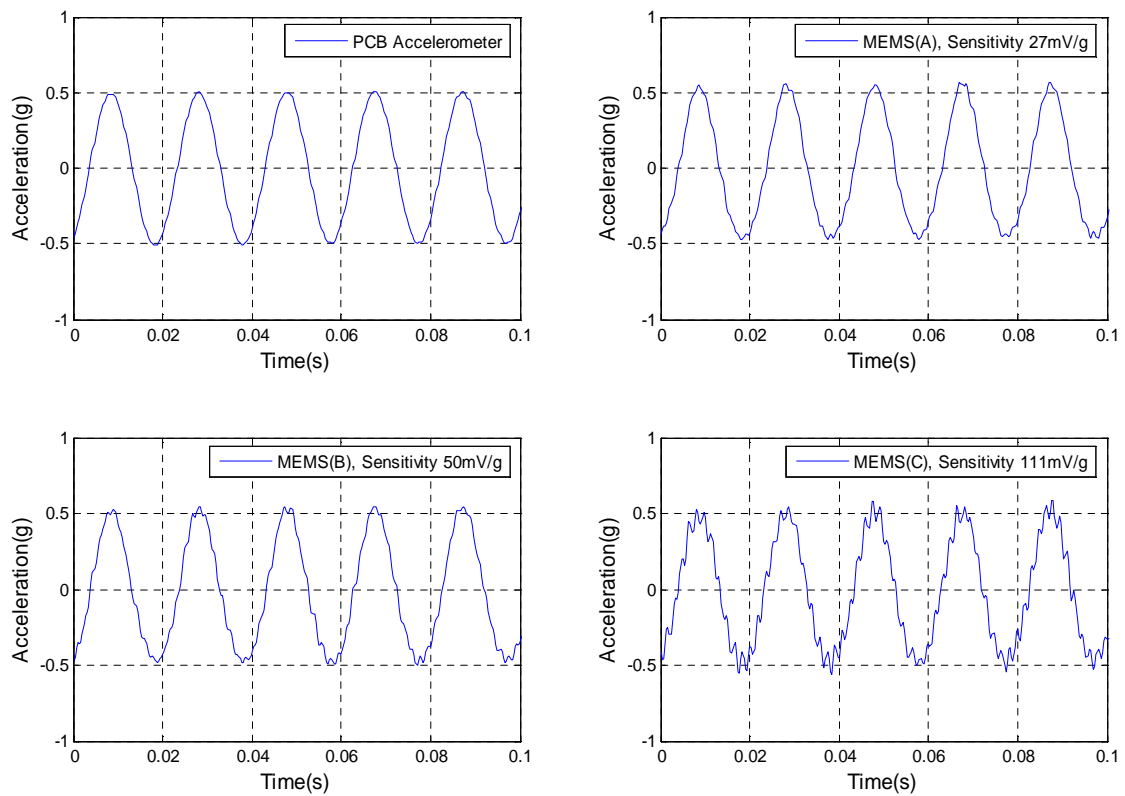 PCB Accelerometer
1
0.5
0
-0.5
-1
Acceleration(g)
0 0.02 0.04 0.06 0.08 0.1
Time(s)
MEMS(A), Sensitivity 27mV/g
1
0.5
0
-0.5
-1
Acceleration(g)
0 0.02 0.04 0.06 0.08 0.1
Time(s)
MEMS(B), Sensitivity 50mV/g
1
0.5
0
-0.5
-1
Acceleration(g)
0 0.02 0.04 0.06 0.08 0.1
Time(s)
MEMS(C), Sensitivity 111mV/g
1
0.5
0
-0.5
-1
Acceleration(g)
0 0.02 0.04 0.06 0.08 0.1
Time(s)